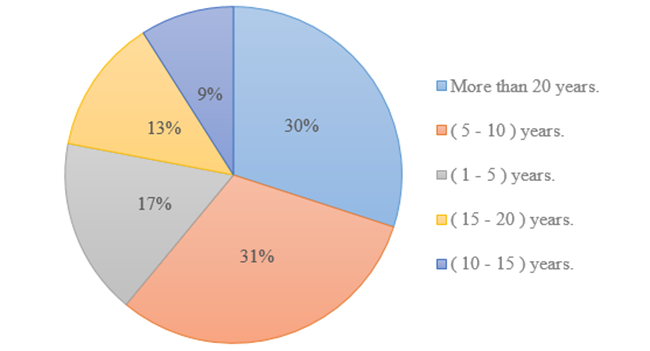 9%
30%
13%
17%
31%
More than 20 years.
( 5 - 10 ) years.
( 1 - 5 ) years.
( 15 - 20 ) years.
( 10 - 15 ) years.